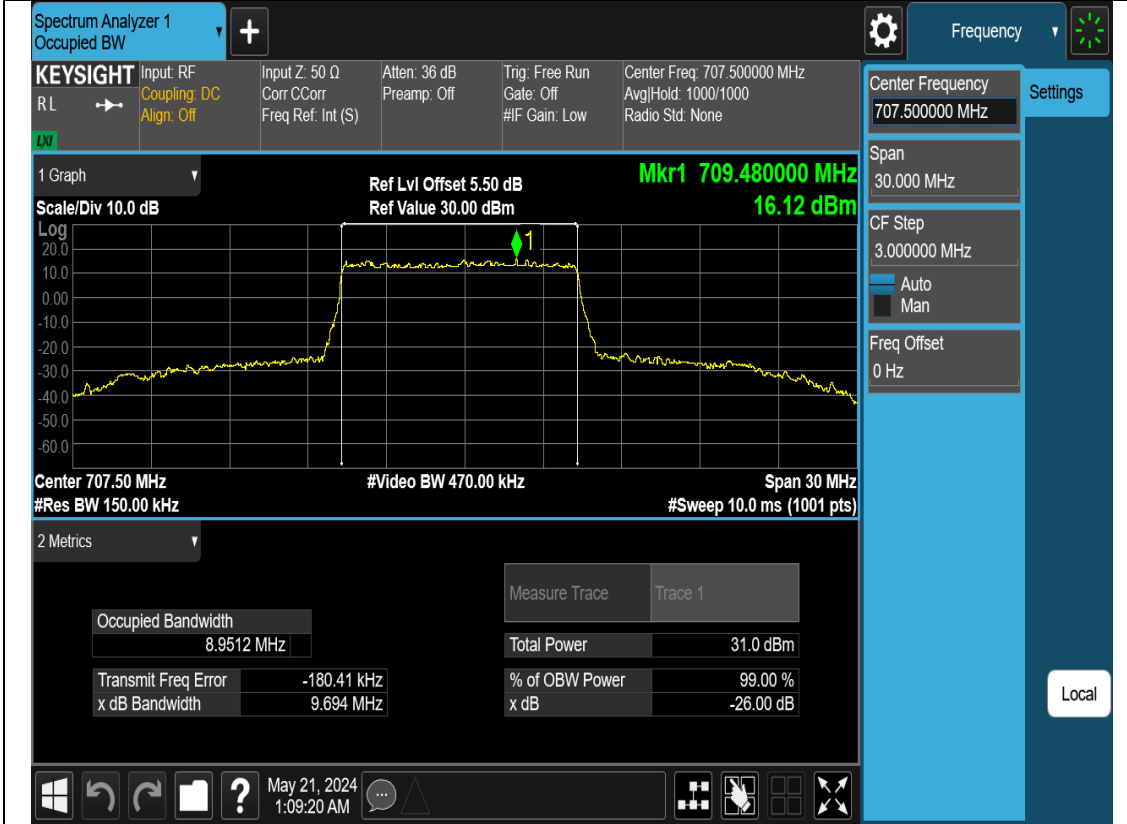 Spectrum Analyzer 1
Occupied BW
+
Frequency
KEYSIGHT
RL
LXI
Input: RF
Coupling: DC
Align: Off
Input Z: 50 Ω
Corr CCorr
Freq Ref: Int (S)
Atten: 36 dB
Preamp: Off
Trig: Free Run
Gate: Off
#IF Gain: Low
Center Freq: 707.500000 MHz
Avg|Hold: 1000/1000
Radio Std: None
Center Frequency
707.500000 MHz
Settings
Span
30.000 MHz
CF Step
3.000000 MHz
Auto
Man
Freq Offset
0 Hz
Local
1 Graph
Scale/Div 10.0 dB
Ref Lvl Offset 5.50 dB
Ref Value 30.00 dBm
Mkr1 709.480000 MHz
16.12 dBm
Log
20.0
10.0
0.00
-10.0
-20.0
-30.0
-40.0
-50.0
-60.0
1
Center 707.50 MHz
#Video BW 470.00 kHz
Span 30 MHz
#Res BW 150.00 kHz
#Sweep 10.0 ms (1001 pts)
2 Metrics
Measure Trace Trace 1
Occupied Bandwidth
8.9512 MHz
Total Power 31.0 dBm
Transmit Freq Error -180.41 kHz
% of OBW Power 99.00 %
x dB Bandwidth 9.694 MHz
x dB -26.00 dB
?
May 21, 2024
1:09:20 AM